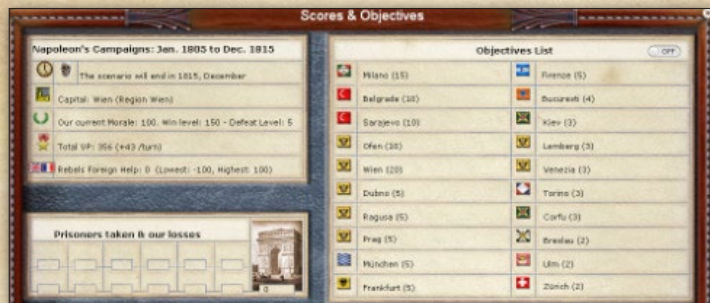 Scores & Objectives
Napoleon's Campaigns: Jan. 1805 to Dec. 1815
The scenario will end in 1815, December
Capital: Wien (Region Wien)
Our current Morale: 100. Win level: 150 - Defeat Level: 5
Total VP: 356 (+43 /turn)
Rebels Foreign Help: 0 (Lowest: -100, Highest: 100)
Prisoners taken & our losses
0
Objectives List
OFF
Milano (15)
Firenze (5)
Belgrade (10)
Bucuresti (4)
Sarajevo (10)
Kiev (3)
Ofen (20)
Lemberg (3)
Wien (20)
Venezia (3)
Dubno (5)
Torino (3)
Ragusa (5)
Corfu (3)
Prag (5)
Breslau (2)
München (5)
Ulm (2)
Frankfurt (5)
Zürich (2)